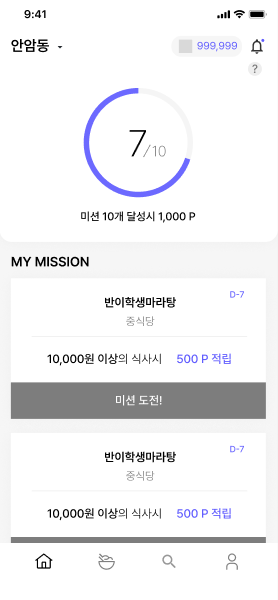 9:41
안암동
999,999
?
7/10
미션 10개 달성시 1,000 P
MY MISSION
D-7
반이학생마라탕
중식당
10,000원 이상의 식사시 500 P 적립
미션 도전!
D-7
반이학생마라탕
중식당
10,000원 이상의 식사시 500 P 적립